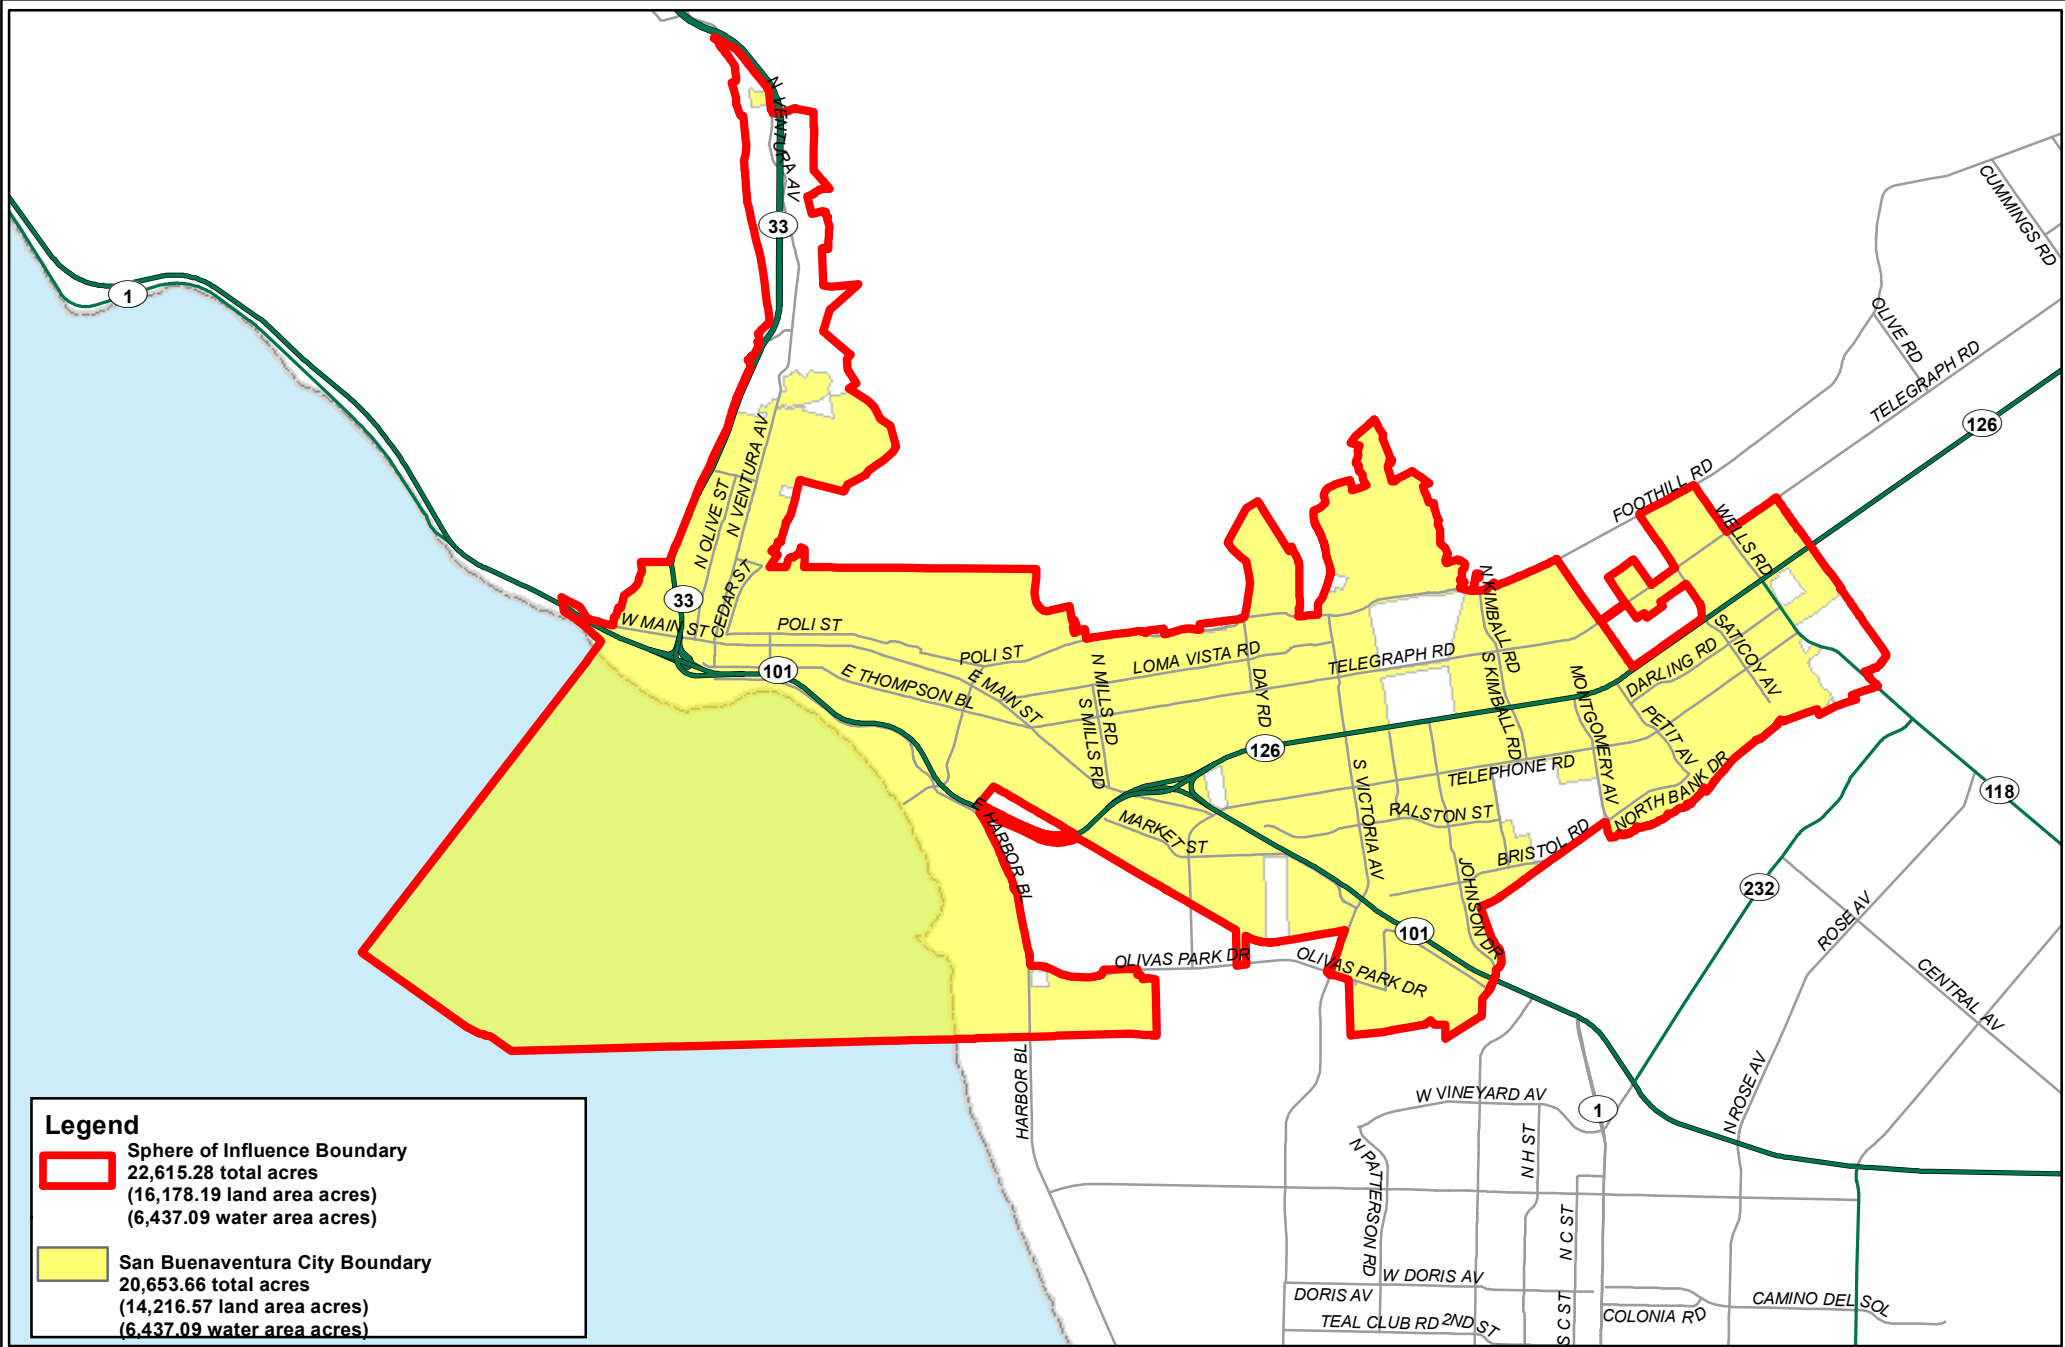 N VENTURA AV
33
1
CUMMINGS RD
OLIVE RD
TELEGRAPH RD
126
FOOTHILL RD
WELLS RD
N VENTURA AV
N OLIVE ST
CEDAR ST
33
W MAIN ST
POLI ST
POLI ST
101
E THOMPSON BL
E MAIN ST
N MILLS RD
S MILLS RD
LOMA VISTA RD
DAY RD
TELEGRAPH RD
N KIMBALL RD
S KIMBALL RD
MONTGOMERY AV
DARLING RD
SATICOY AV
PETIT AV
NORTH BANK DR
126
TELEPHONE RD
S VICTORIA AV
RALSTON ST
BRISTOL RD
JOHNSON DR
MARKET ST
E HARBOR BL
101
OLIVAS PARK DR
OLIVAS PARK DR
118
232
ROSE AV
CENTRAL AV
N ROSE AV
HARBOR BL
W VINEYARD AV
1
N PATTERSON RD
N H ST
N C ST
S C ST
W DORIS AV
DORIS AV
TEAL CLUB RD
2ND ST
COLONIA RD
CAMINO DEL SOL
Legend
Sphere of Influence Boundary
22,615.28 total acres
(16,178.19 land area acres)
(6,437.09 water area acres)
San Buenaventura City Boundary
20,653.66 total acres
(14,216.57 land area acres)
(6,437.09 water area acres)